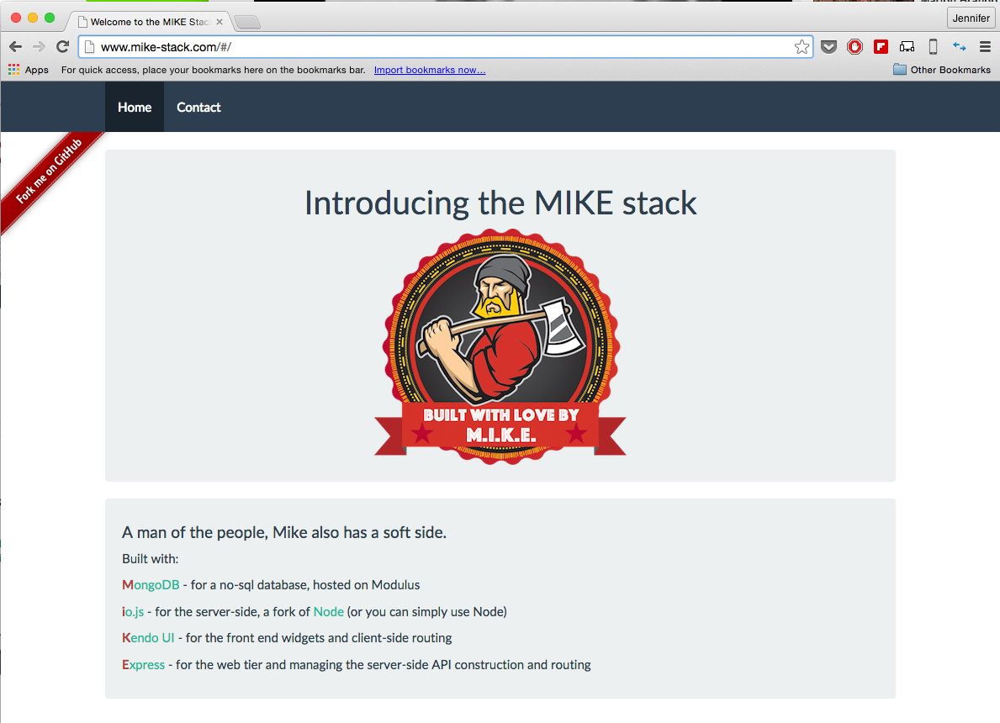 Welcome to the MIKE Stac
Jennifer
www.mike-stack.com/#/
Apps
For quick access, place your bookmarks here on the bookmarks bar. Import bookmarks now…
Other Bookmarks
Home
Contact
Fork me on GitHub
Introducing the MIKE stack
BUILT WITH LOVE BY
M.I.K.E.
A man of the people, Mike also has a soft side.
Built with:
MongoDB - for a no-sql database, hosted on Modulus
io.js - for the server-side, a fork of Node (or you can simply use Node)
Kendo UI - for the front end widgets and client-side routing
Express - for the web tier and managing the server-side API construction and routing